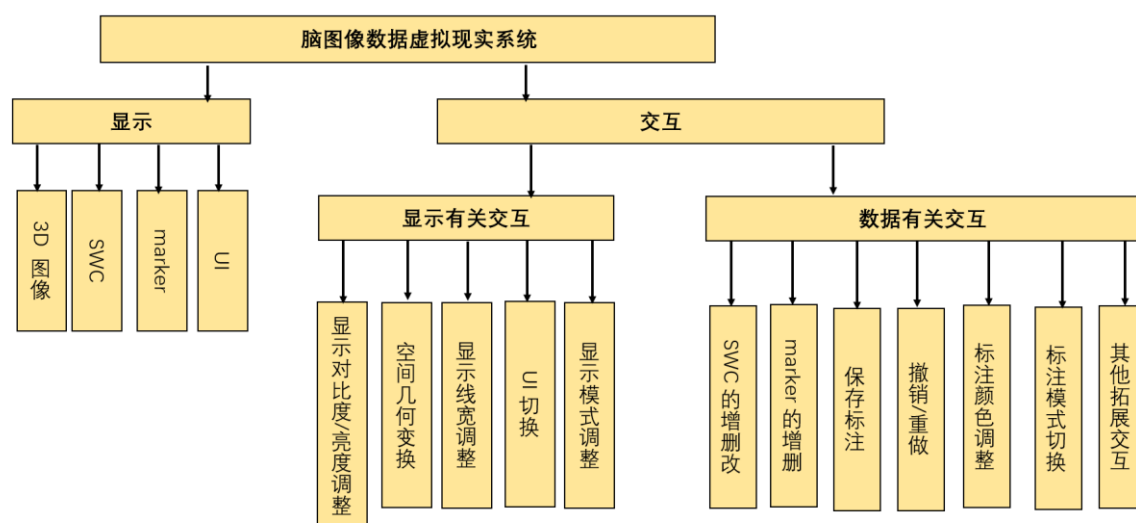 脑图像数据虚拟现实系统
显示
交互
3D 图像
SWC
marker
UI
显示有关交互
数据有关交互
显示对比度/亮度调整
空间几何变换
显示线宽调整
UI 切换
显示模式调整
SWC 的增删改
marker 的增删
保存标注
撤销/重做
标注颜色调整
标注模式切换
其他拓展交互